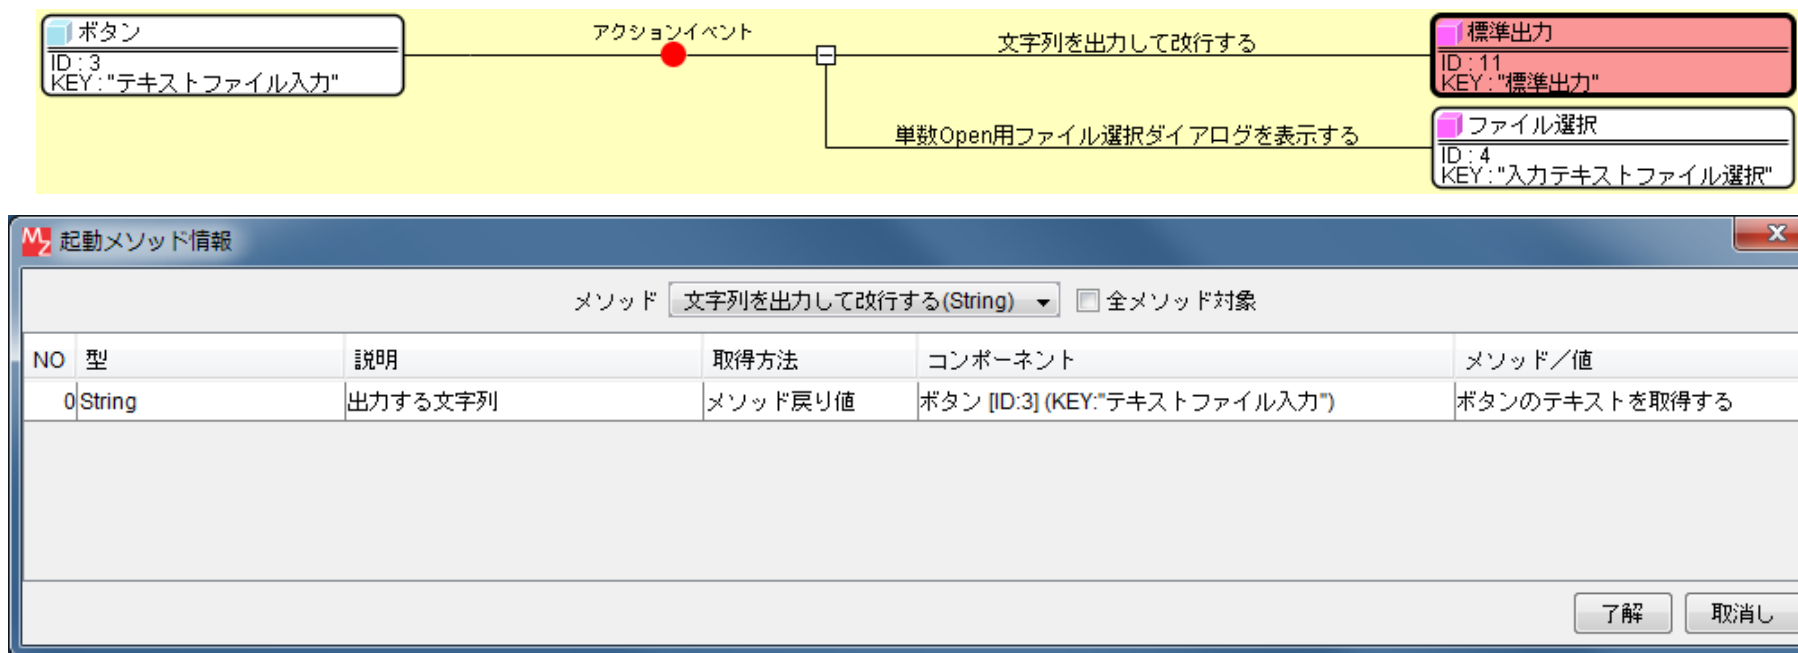 ボタン
ID : 3
KEY : "テキストファイル入力"
アクションイベント
文字列を出力して改行する
標準出力
ID : 11
KEY : "標準出力"
単数Open用ファイル選択ダイアログを表示する
ファイル選択
ID : 4
KEY : "入力テキストファイル選択"
Mz 起動メソッド情報
メソッド 文字列を出力して改行する(String) 全メソッド対象
NO 型 説明 取得方法 コンポーネント メソッド／値
0 String 出力する文字列 メソッド戻り値 ボタン [ID:3] (KEY:"テキストファイル入力") ボタンのテキストを取得する
了解 取消し